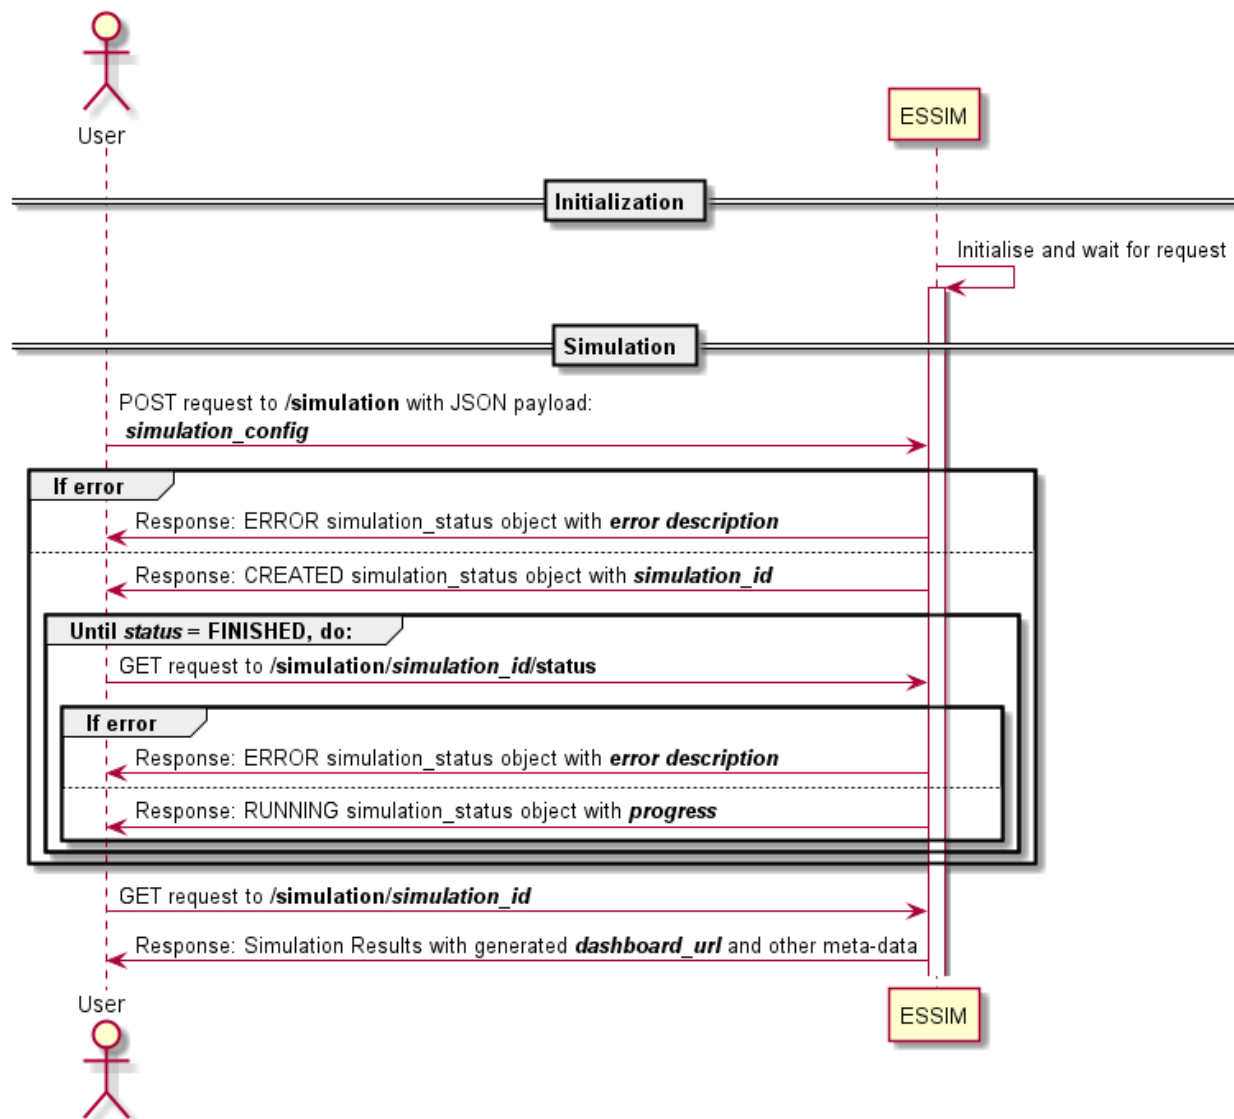 User
ESSIM
Initialization
Initialise and wait for request
Simulation
POST request to /simulation with JSON payload:
simulation_config
If error
Response: ERROR simulation_status object with error description
Response: CREATED simulation_status object with simulation_id
Until status = FINISHED, do:
GET request to /simulation/simulation_id/status
If error
Response: ERROR simulation_status object with error description
Response: RUNNING simulation_status object with progress
GET request to /simulation/simulation_id
Response: Simulation Results with generated dashboard_url and other meta-data
User
ESSIM